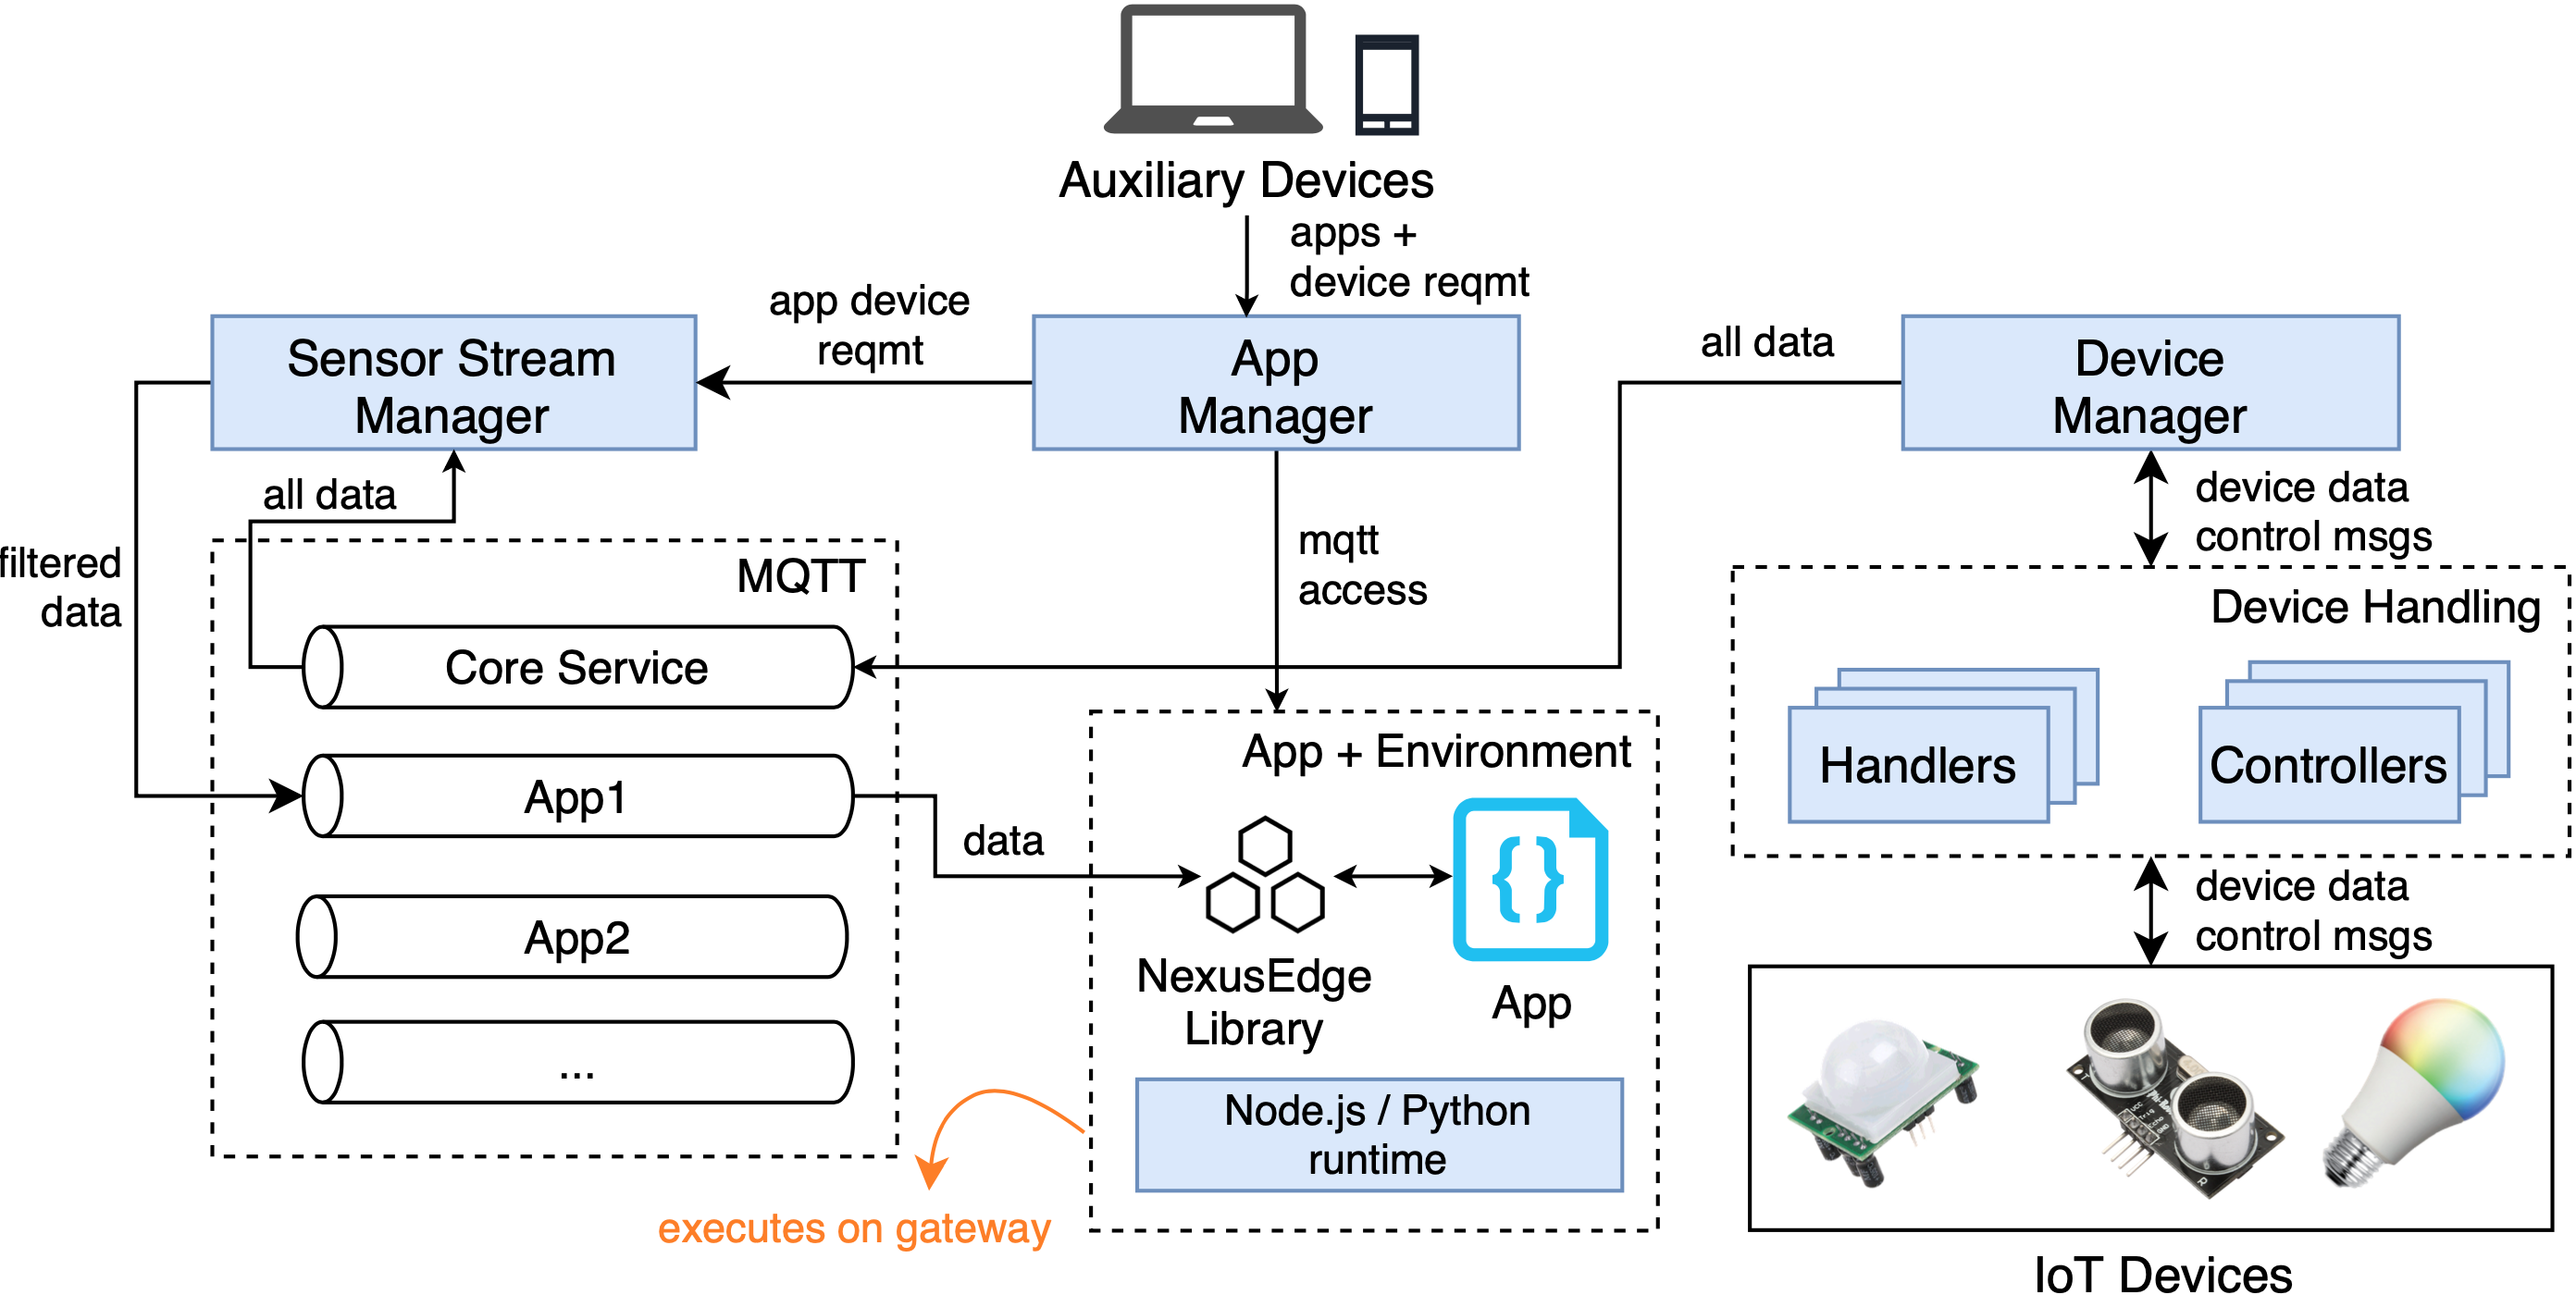 Auxiliary Devices
apps +
device reqmt
app device
reqmt
all data
Sensor Stream
Manager
App
Manager
Device
Manager
all data
device data
control msgs
filtered
data
MQTT
mqtt
access
Device Handling
Core Service
Handlers
Controllers
App + Environment
App1
data
{}
App2
device data
control msgs
NexusEdge
Library
App
...
Node.js / Python
runtime
executes on gateway
IoT Devices